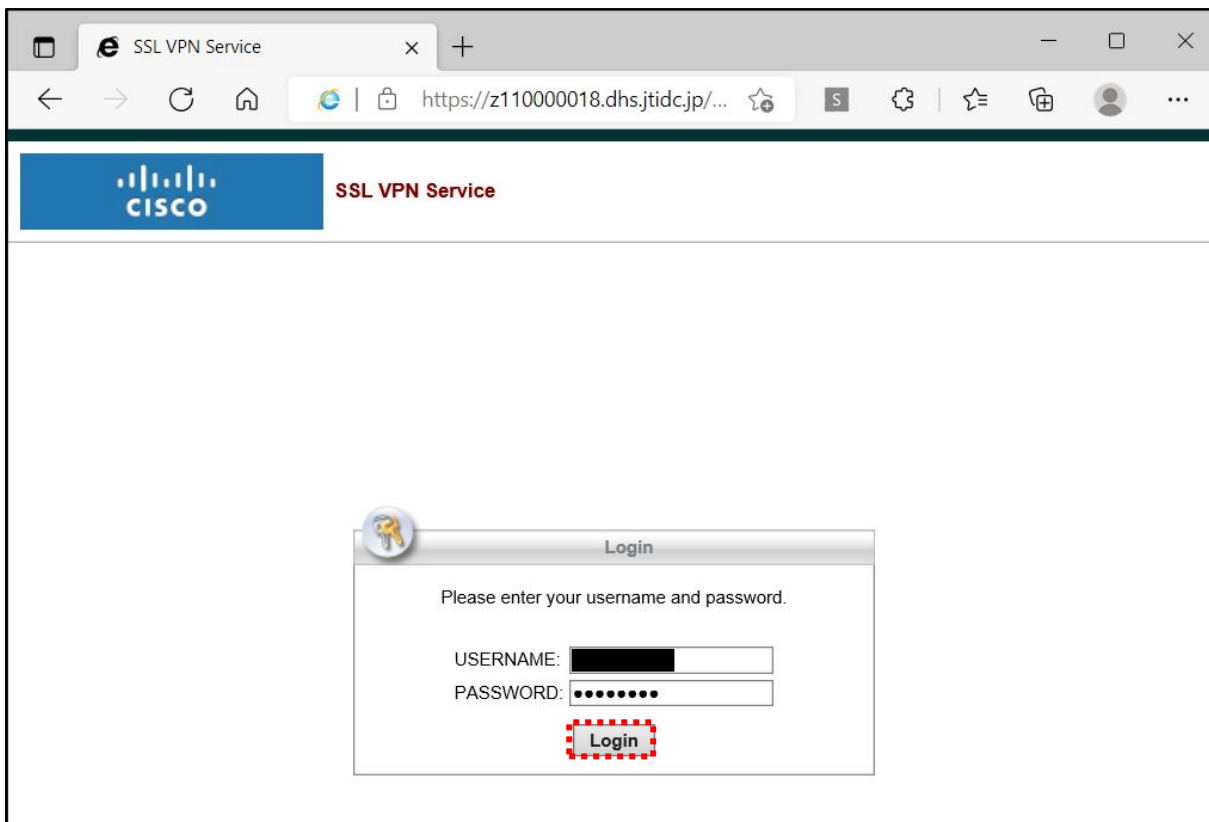 SSL VPN Service
https://z110000018.dhs.jtidc.jp/...
S
CISCO
SSL VPN Service
Login
Please enter your username and password.
USERNAME:
PASSWORD: ••••••••
Login